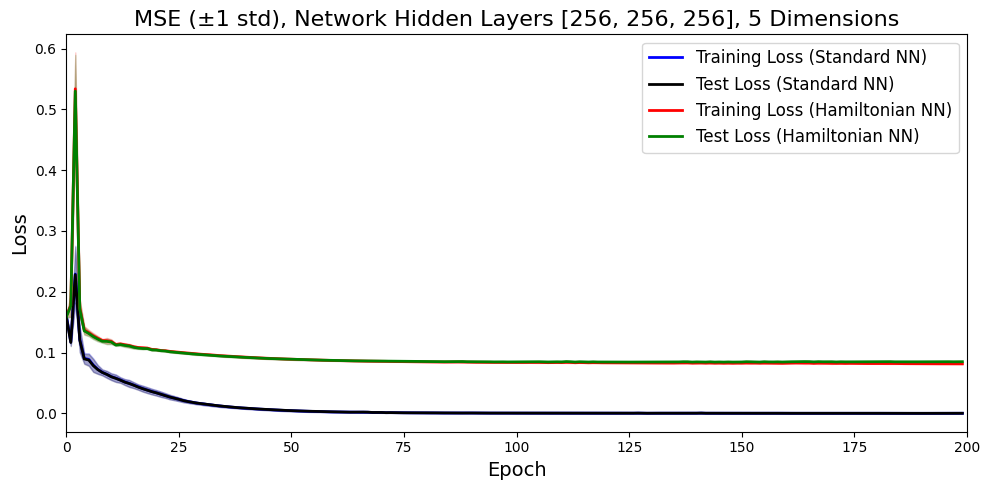 MSE (±1 std), Network Hidden Layers [256, 256, 256], 5 Dimensions
Training Loss (Standard NN)
Test Loss (Standard NN)
Training Loss (Hamiltonian NN)
Test Loss (Hamiltonian NN)
Loss
0.6
0.5
0.4
0.3
0.2
0.1
0.0
0 25 50 75 100 125 150 175 200
Epoch